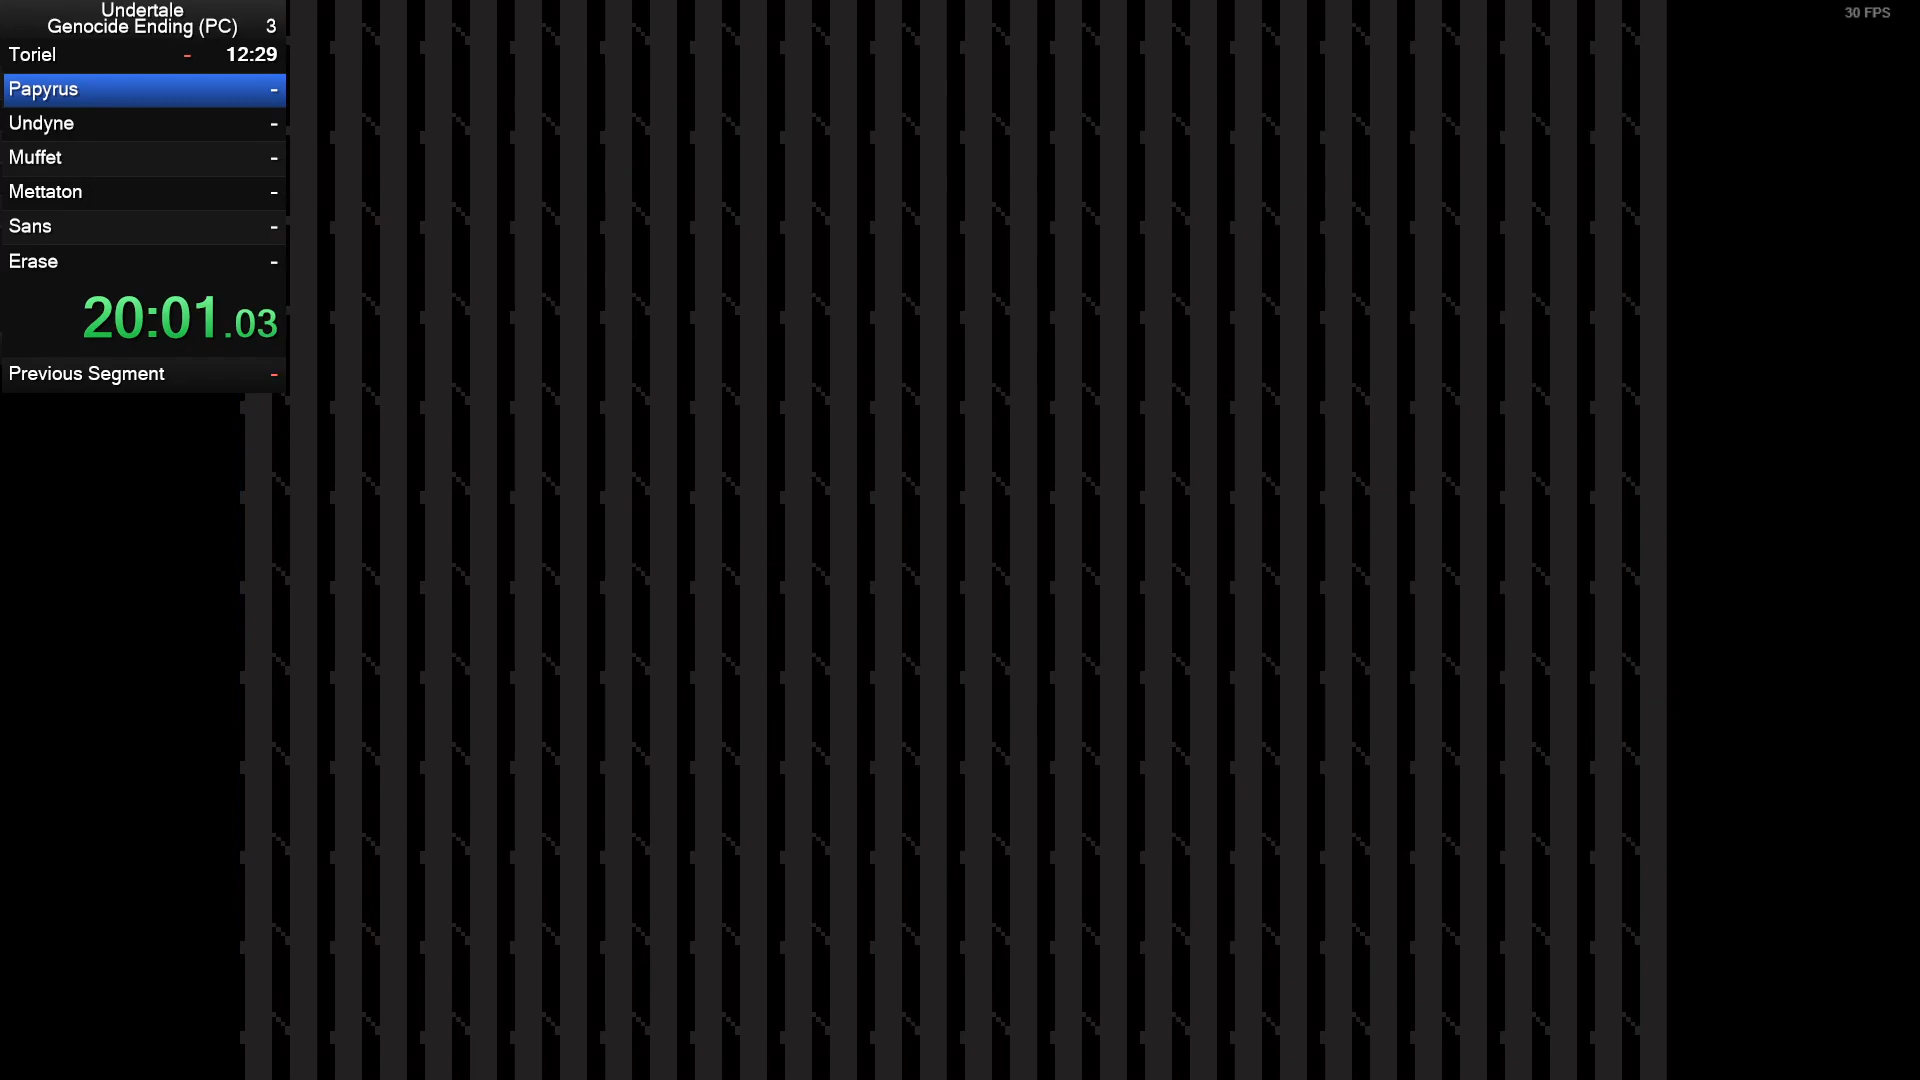 Undertale
Genocide Ending (PC) 3
Toriel - 12:29
Papyrus -
Undyne -
Muffet -
Mettaton -
Sans -
Erase -
20:01.03
Previous Segment -
30 FPS